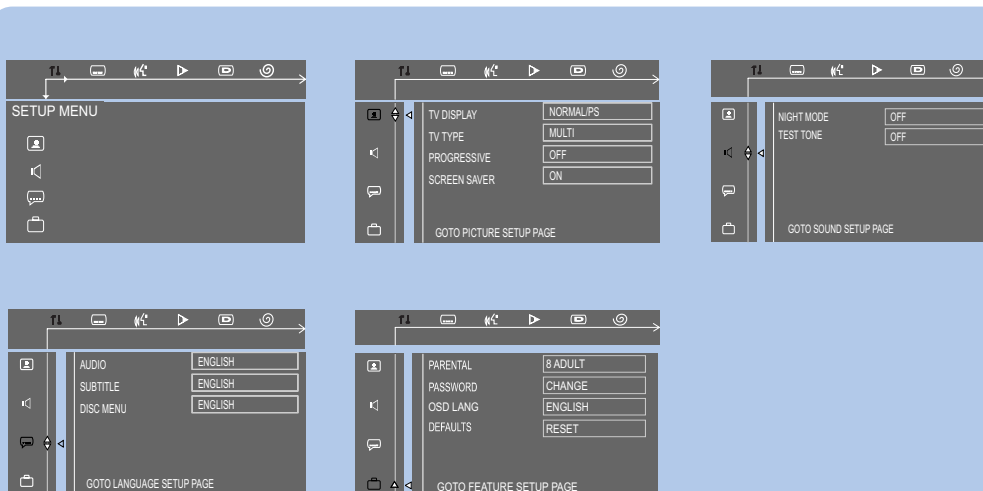 SETUP MENU
TV DISPLAY NORMAL/PS
TV TYPE MULTI
PROGRESSIVE OFF
SCREEN SAVER ON
GOTO PICTURE SETUP PAGE
NIGHT MODE OFF
TEST TONE OFF
GOTO SOUND SETUP PAGE
AUDIO ENGLISH
SUBTITLE ENGLISH
DISC MENU ENGLISH
GOTO LANGUAGE SETUP PAGE
PARENTAL 8 ADULT
PASSWORD CHANGE
OSD LANG ENGLISH
DEFAULTS RESET
GOTO FEATURE SETUP PAGE